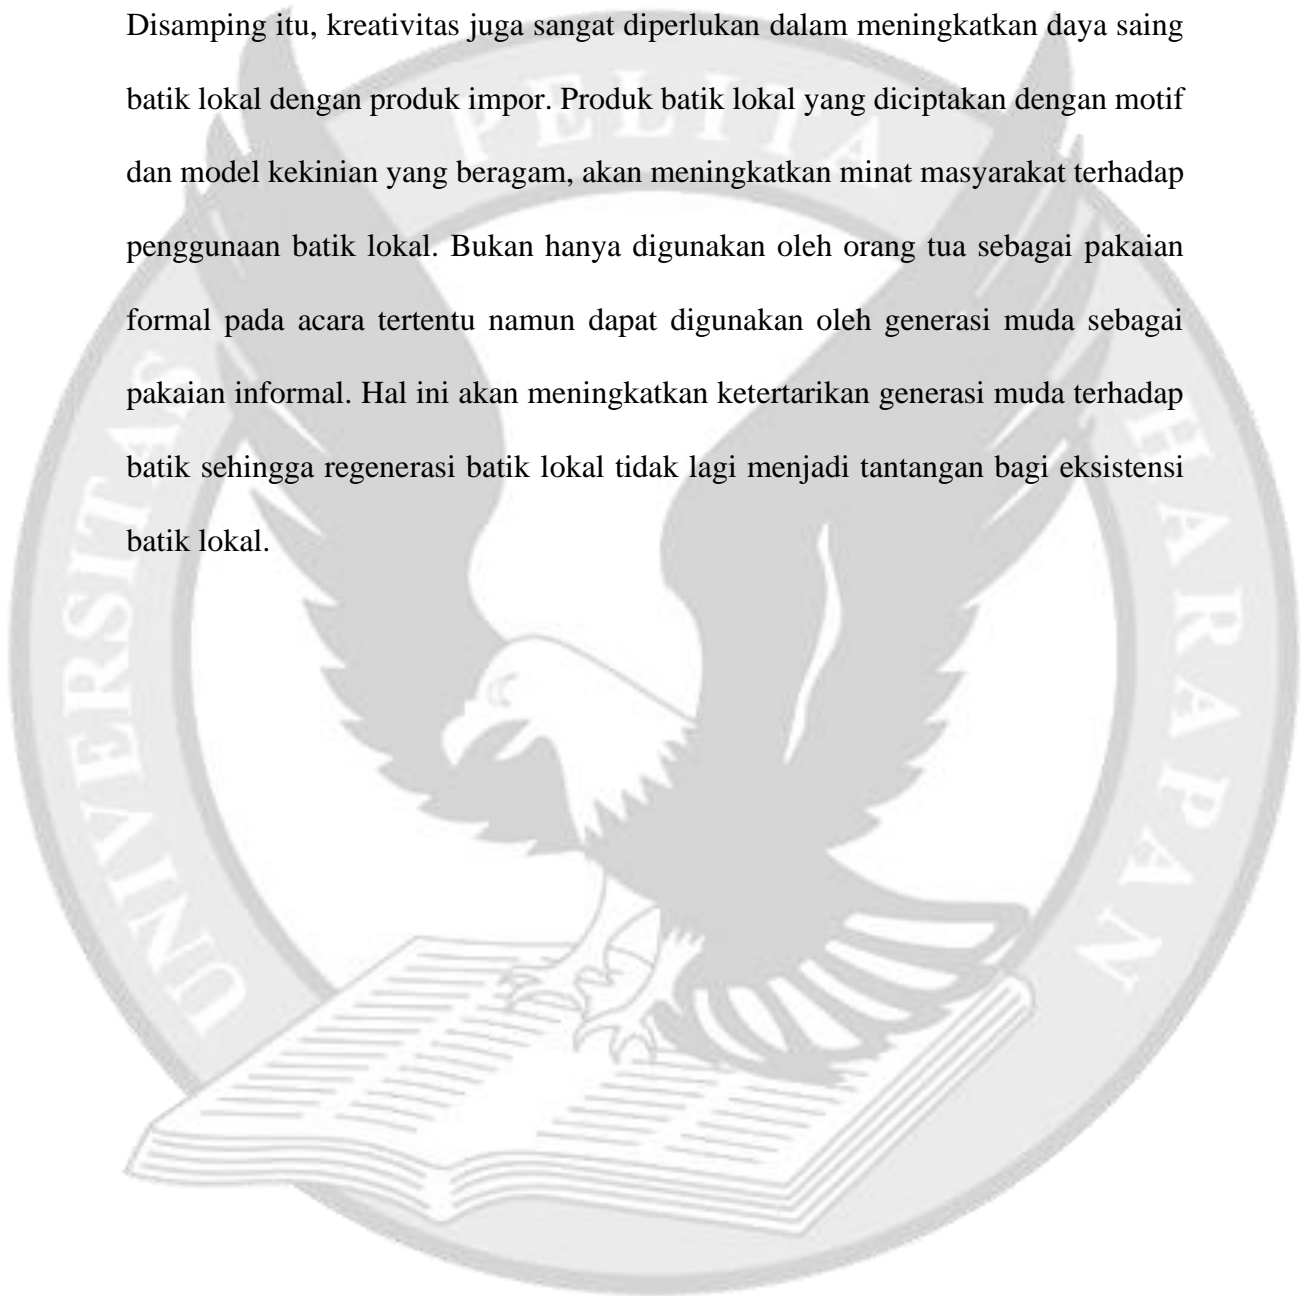 Disamping itu, kreativitas juga sangat diperlukan dalam meningkatkan daya saing
batik lokal dengan produk impor. Produk batik lokal yang diciptakan dengan motif
dan model kekinian yang beragam, akan meningkatkan minat masyarakat terhadap
penggunaan batik lokal. Bukan hanya digunakan oleh orang tua sebagai pakaian
formal pada acara tertentu namun dapat digunakan oleh generasi muda sebagai
pakaian informal. Hal ini akan meningkatkan ketertarikan generasi muda terhadap
batik sehingga regenerasi batik lokal tidak lagi menjadi tantangan bagi eksistensi
batik lokal.
UNIVERSITAS
PELITA
HARAPAN